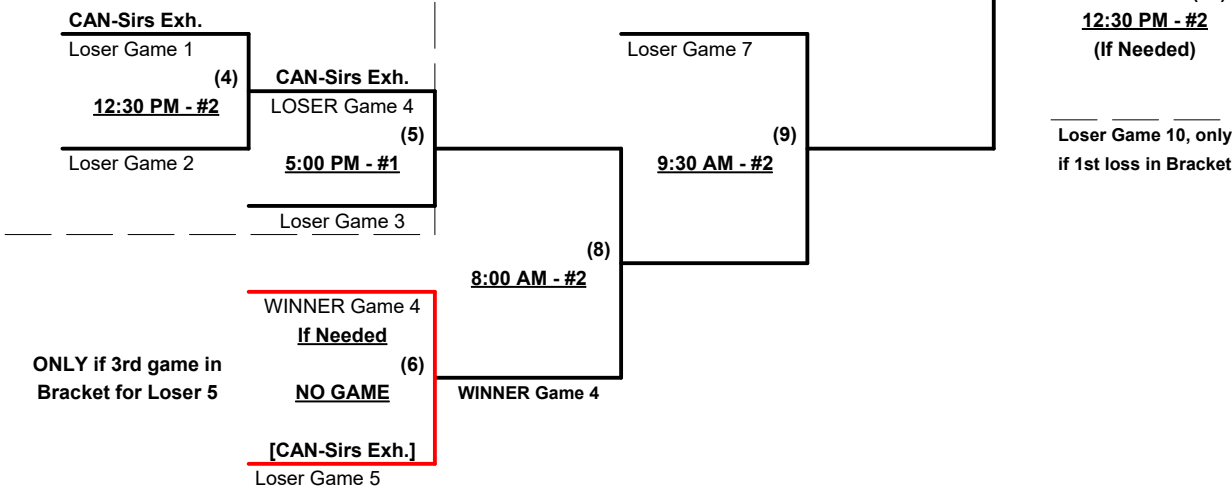 CAN-Sirs Exh.
Loser Game 1
(4)
12:30 PM - #2
Loser Game 2
CAN-Sirs Exh.
LOSER Game 4
(5)
5:00 PM - #1
Loser Game 3
Loser Game 7
(9)
9:30 AM - #2
12:30 PM - #2
(If Needed)
Loser Game 10, only
if 1st loss in Bracket
(8)
8:00 AM - #2
WINNER Game 4
If Needed
(6)
NO GAME
[CAN-Sirs Exh.]
Loser Game 5
ONLY if 3rd game in
Bracket for Loser 5
WINNER Game 4